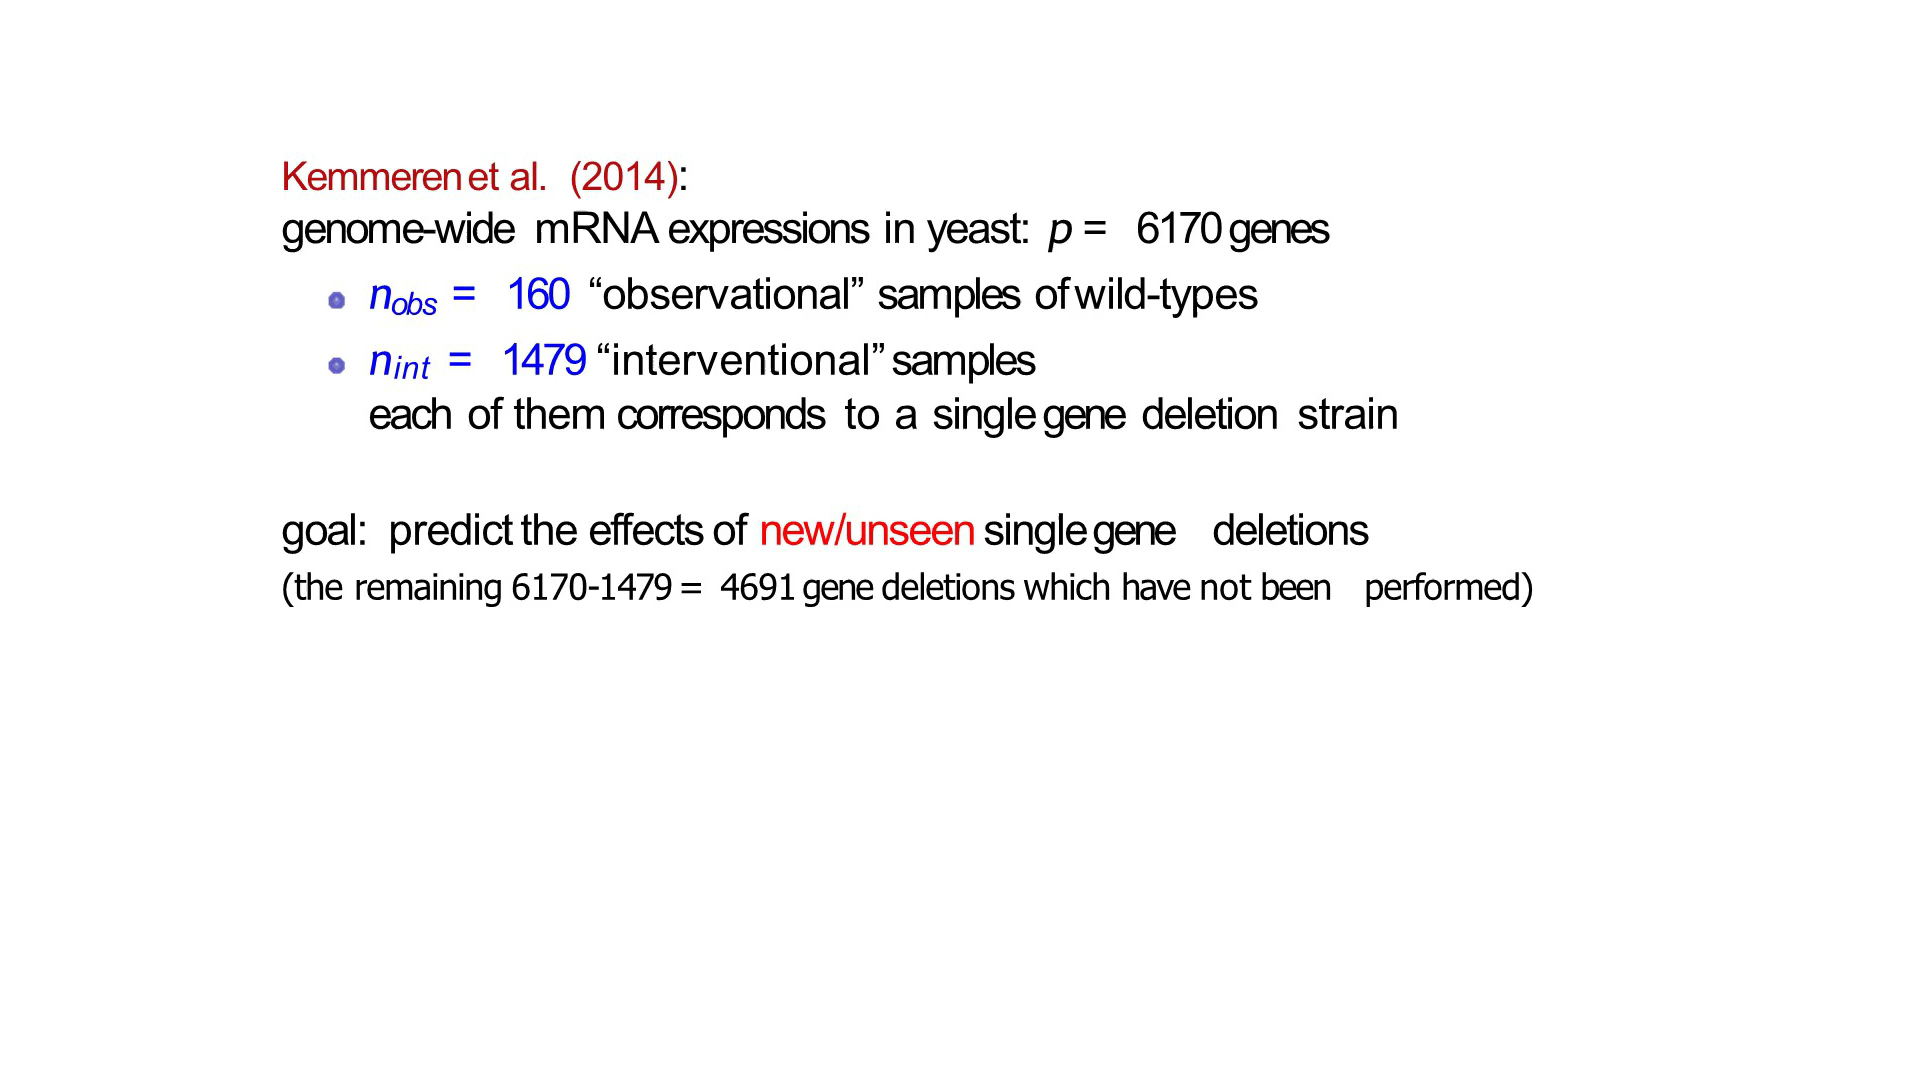 Kemmeren et al. (2014):
genome-wide mRNA expressions in yeast: p = 6170 genes
nobs = 160 “observational” samples of wild-types
nint = 1479 “interventional” samples
each of them corresponds to a single gene deletion strain
goal: predict the effects of new/unseen single gene deletions
(the remaining 6170-1479 = 4691 gene deletions which have not been performed)